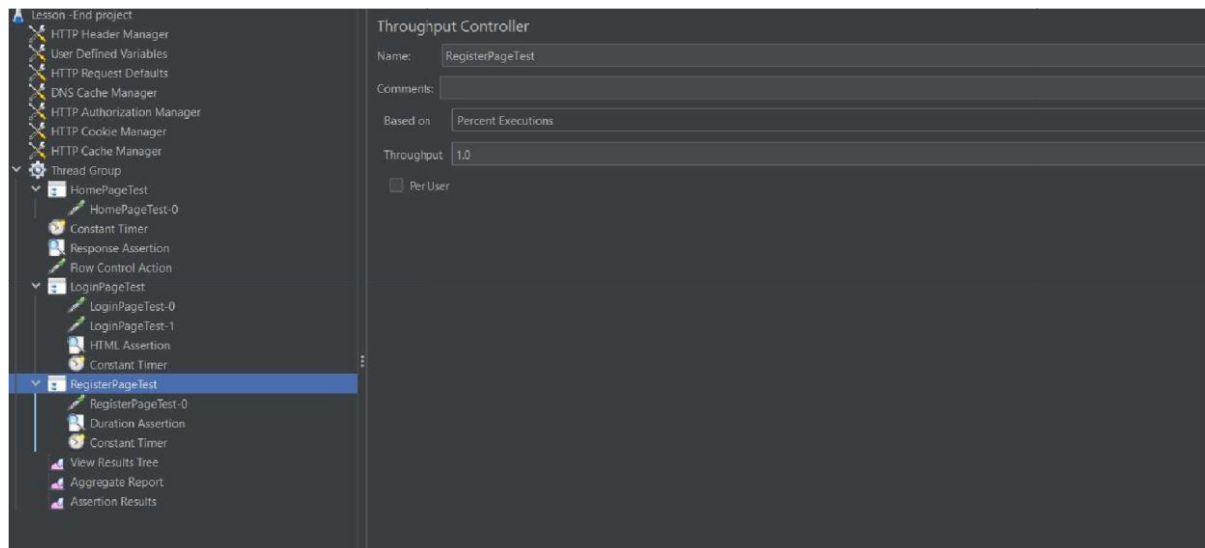 Lesson -End project
HTTP Header Manager
User Defined Variables
HTTP Request Defaults
DNS Cache Manager
HTTP Authorization Manager
HTTP Cookie Manager
HTTP Cache Manager
Thread Group
HomePageTest
HomePageTest-0
Constant Timer
Response Assertion
Flow Control Action
LoginPageTest
LoginPageTest-0
LoginPageTest-1
HTML Assertion
Constant Timer
RegisterPageTest
RegisterPageTest-0
Duration Assertion
Constant Timer
View Results Tree
Aggregate Report
Assertion Results
Throughput Controller
Name: RegisterPageTest
Comments:
Based on Percent Executions
Throughput 1.0
Per User